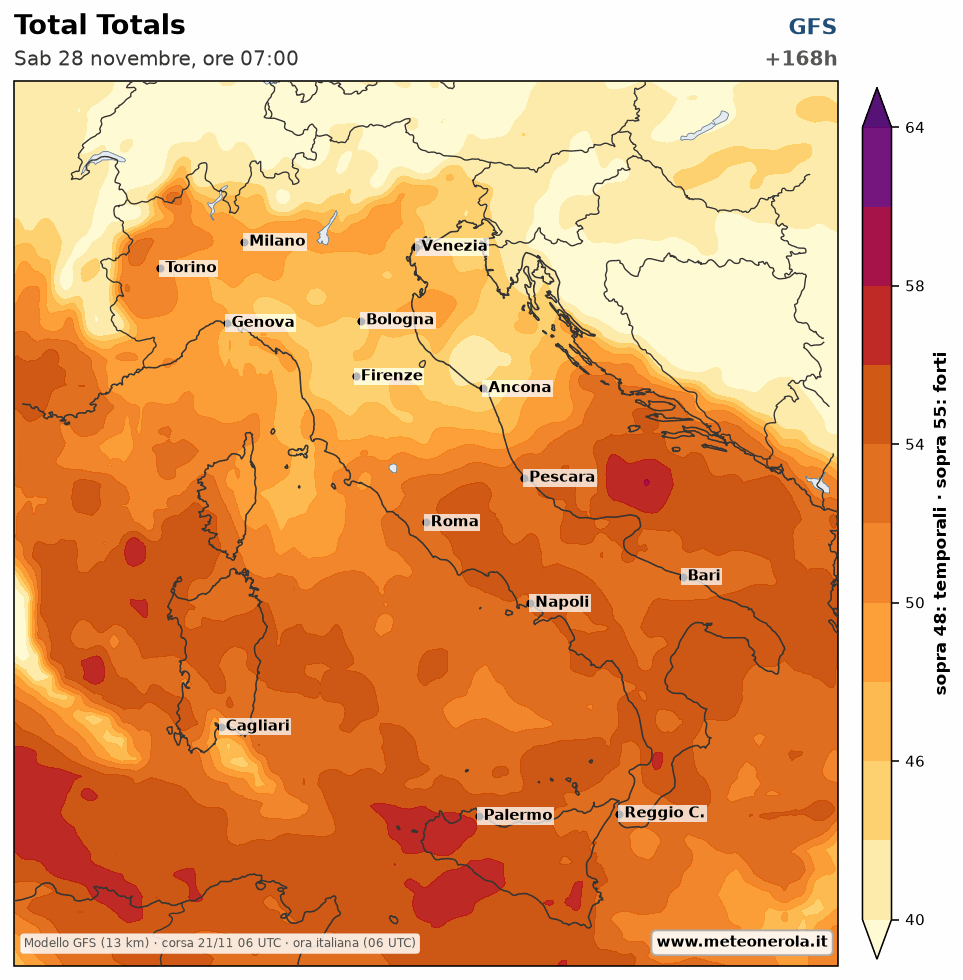 Total Totals
GFS
Sab 28 novembre, ore 07:00
+168h
64
58
54
50
46
40
sopra 48: temporali · sopra 55: forti
Milano
Venezia
Torino
Genova
Bologna
Firenze
Ancona
Pescara
Roma
Bari
Napoli
Cagliari
Palermo
Reggio C.
Modello GFS (13 km) · corsa 21/11 06 UTC · ora italiana (06 UTC)
www.meteonerola.it